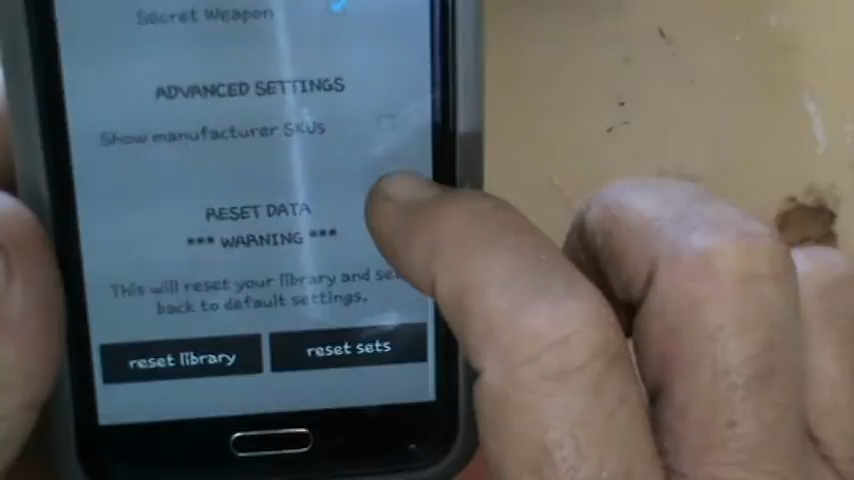 Secret Weapon
ADVANCED SETTINGS
Show manufacturer SKUs
RESET DATA
*** WARNING ***
This will reset your library and
back to default settings.
reset library
reset sets